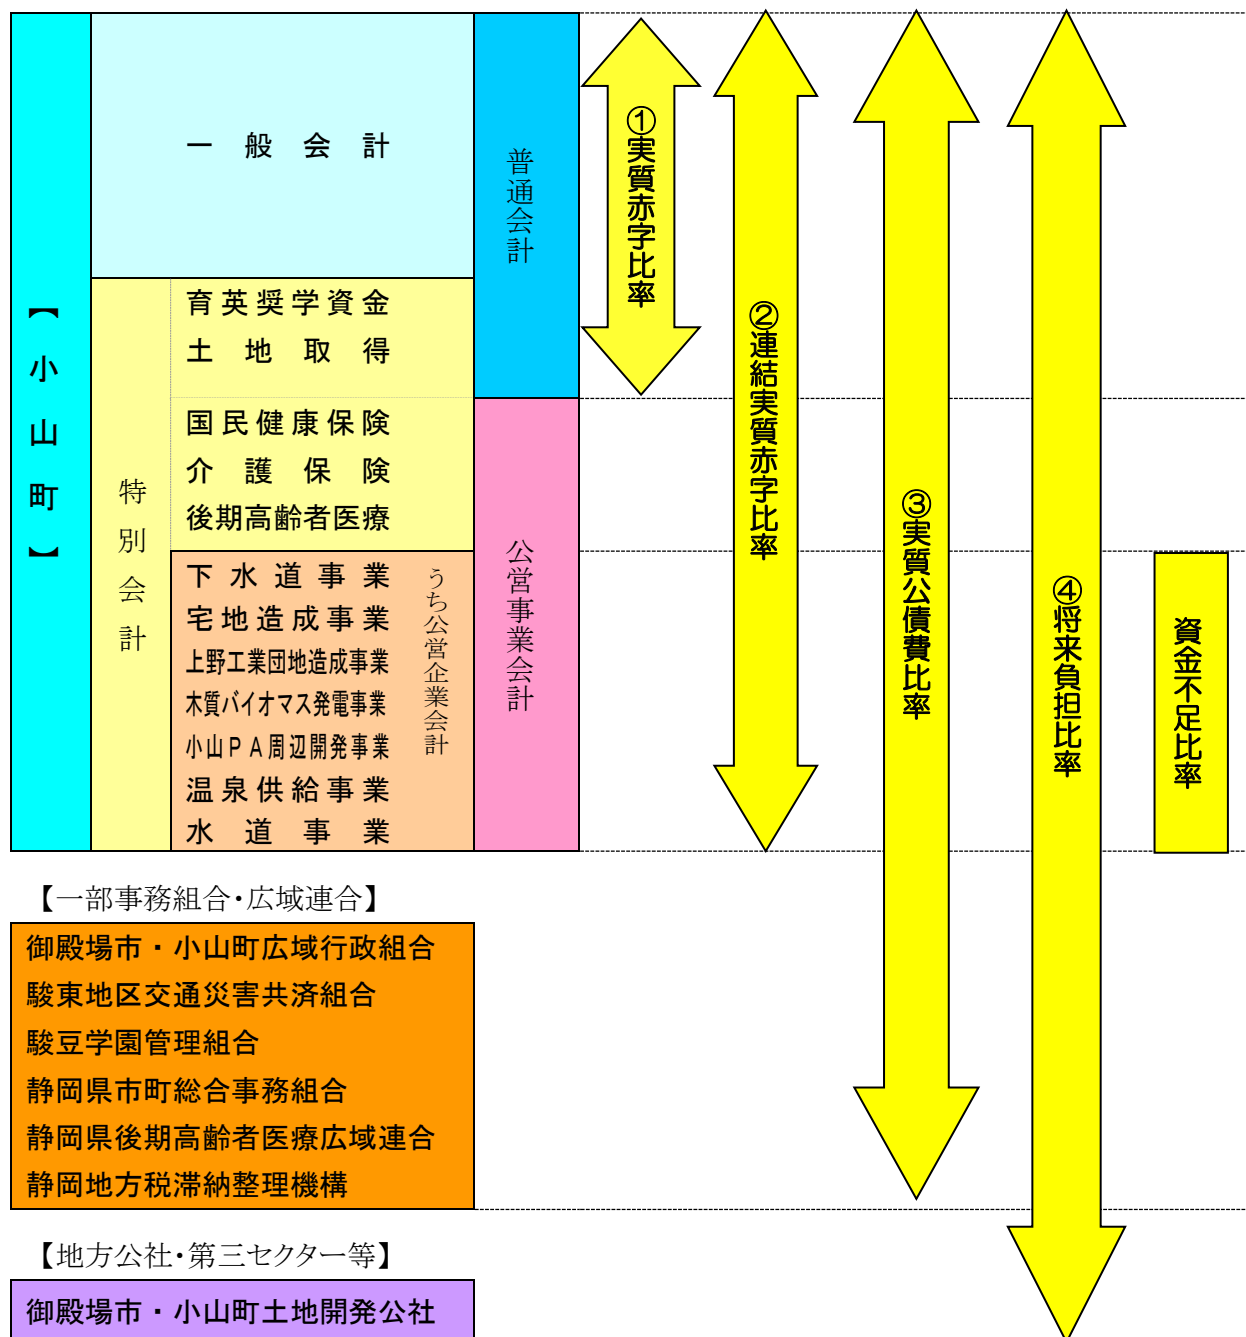 【小山町】
一般会計
特別会計
育英奨学資金
土地取得
国民健康保険
介護保険
後期高齢者医療
下水道事業
宅地造成事業
上野工業団地造成事業
木質バイオマス発電事業
小山PA周辺開発事業
温泉供給事業
水道事業
うち公営企業会計
普通会計
公営事業会計
①実質赤字比率
②連結実質赤字比率
③実質公債費比率
④将来負担比率
資金不足比率
【一部事務組合・広域連合】
御殿場市・小山町広域行政組合
駿東地区交通災害共済組合
駿豆学園管理組合
静岡県市町総合事務組合
静岡県後期高齢者医療広域連合
静岡地方税滞納整理機構
【地方公社・第三セクター等】
御殿場市・小山町土地開発公社